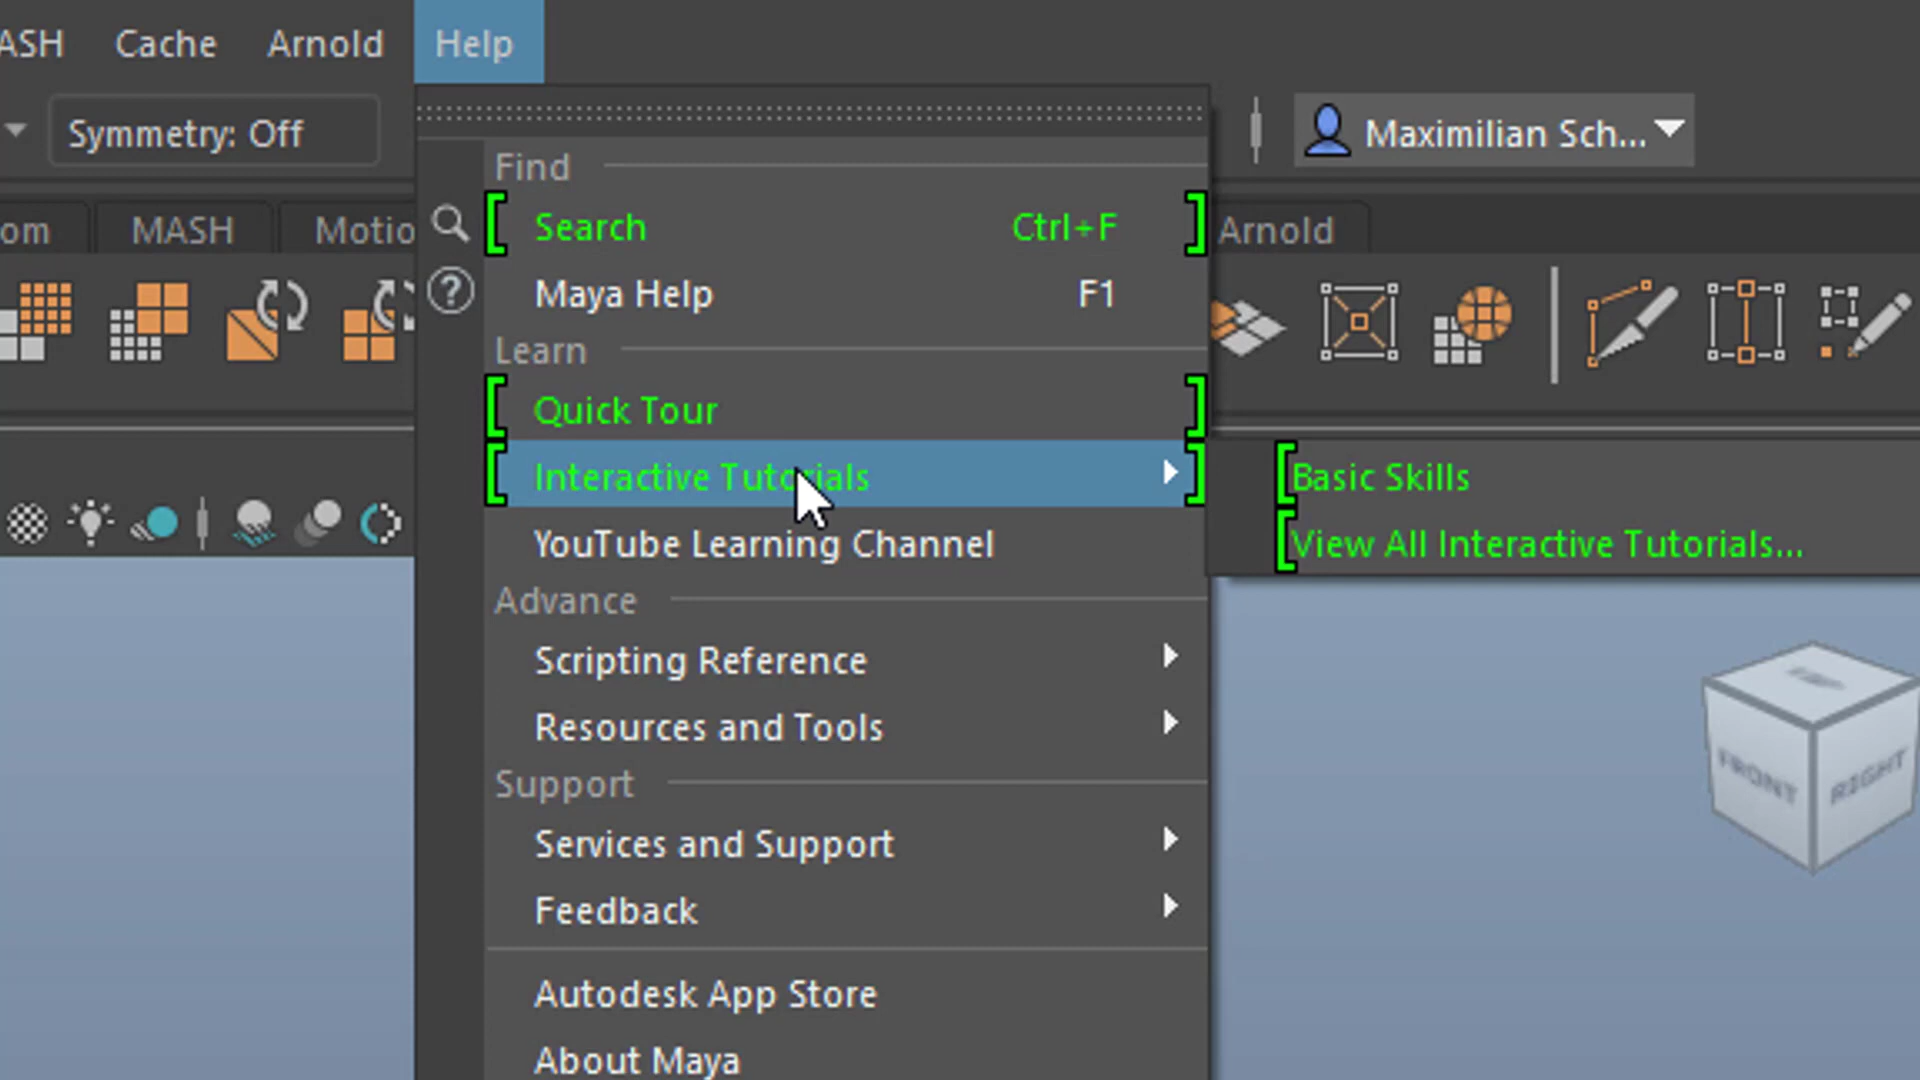 ASH Cache Arnold Help
Symmetry: Off
Maximilian Sch...
om MASH Motio Arnold
Find
Search Ctrl+F
Maya Help F1
Learn
Quick Tour
Interactive Tutorials
Basic Skills
YouTube Learning Channel
View All Interactive Tutorials...
Advance
Scripting Reference
Resources and Tools
FRONT RIGHT
Support
Services and Support
Feedback
Autodesk App Store
About Maya